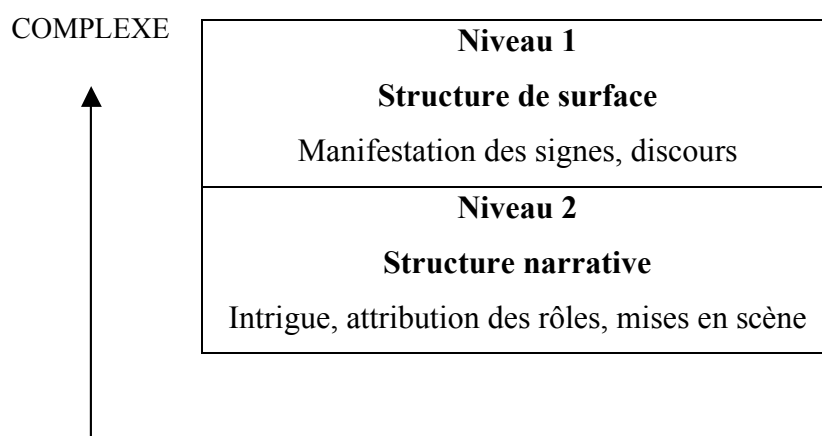 COMPLEXE
Niveau 1
Structure de surface
Manifestation des signes, discours
Niveau 2
Structure narrative
Intrigue, attribution des rôles, mises en scène